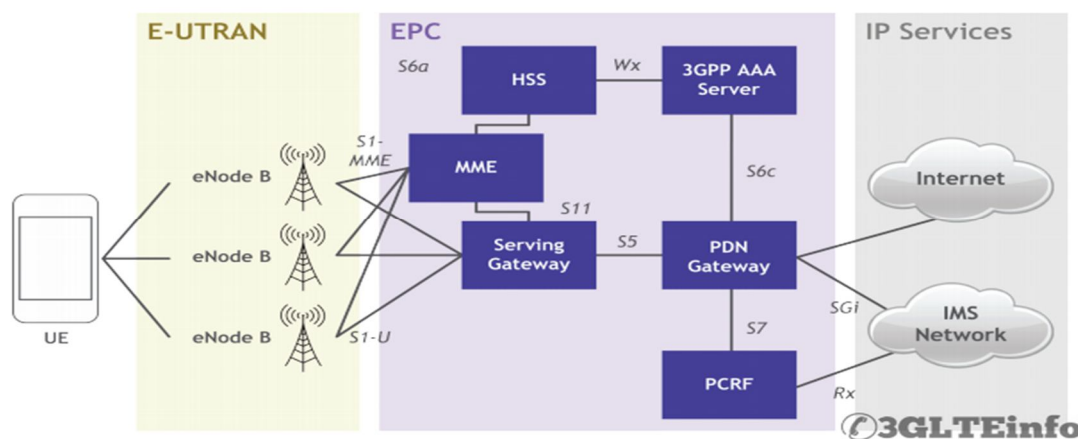 E-UTRAN
EPC
IP Services
S6a
HSS
Wx
3GPP AAA
Server
S1-
MME
MME
eNode B
S6c
Internet
S11
eNode B
Serving
Gateway
S5
PDN
Gateway
SGi
IMS
Network
UE
eNode B
S1-U
S7
PCRF
Rx
3GLTEinfo